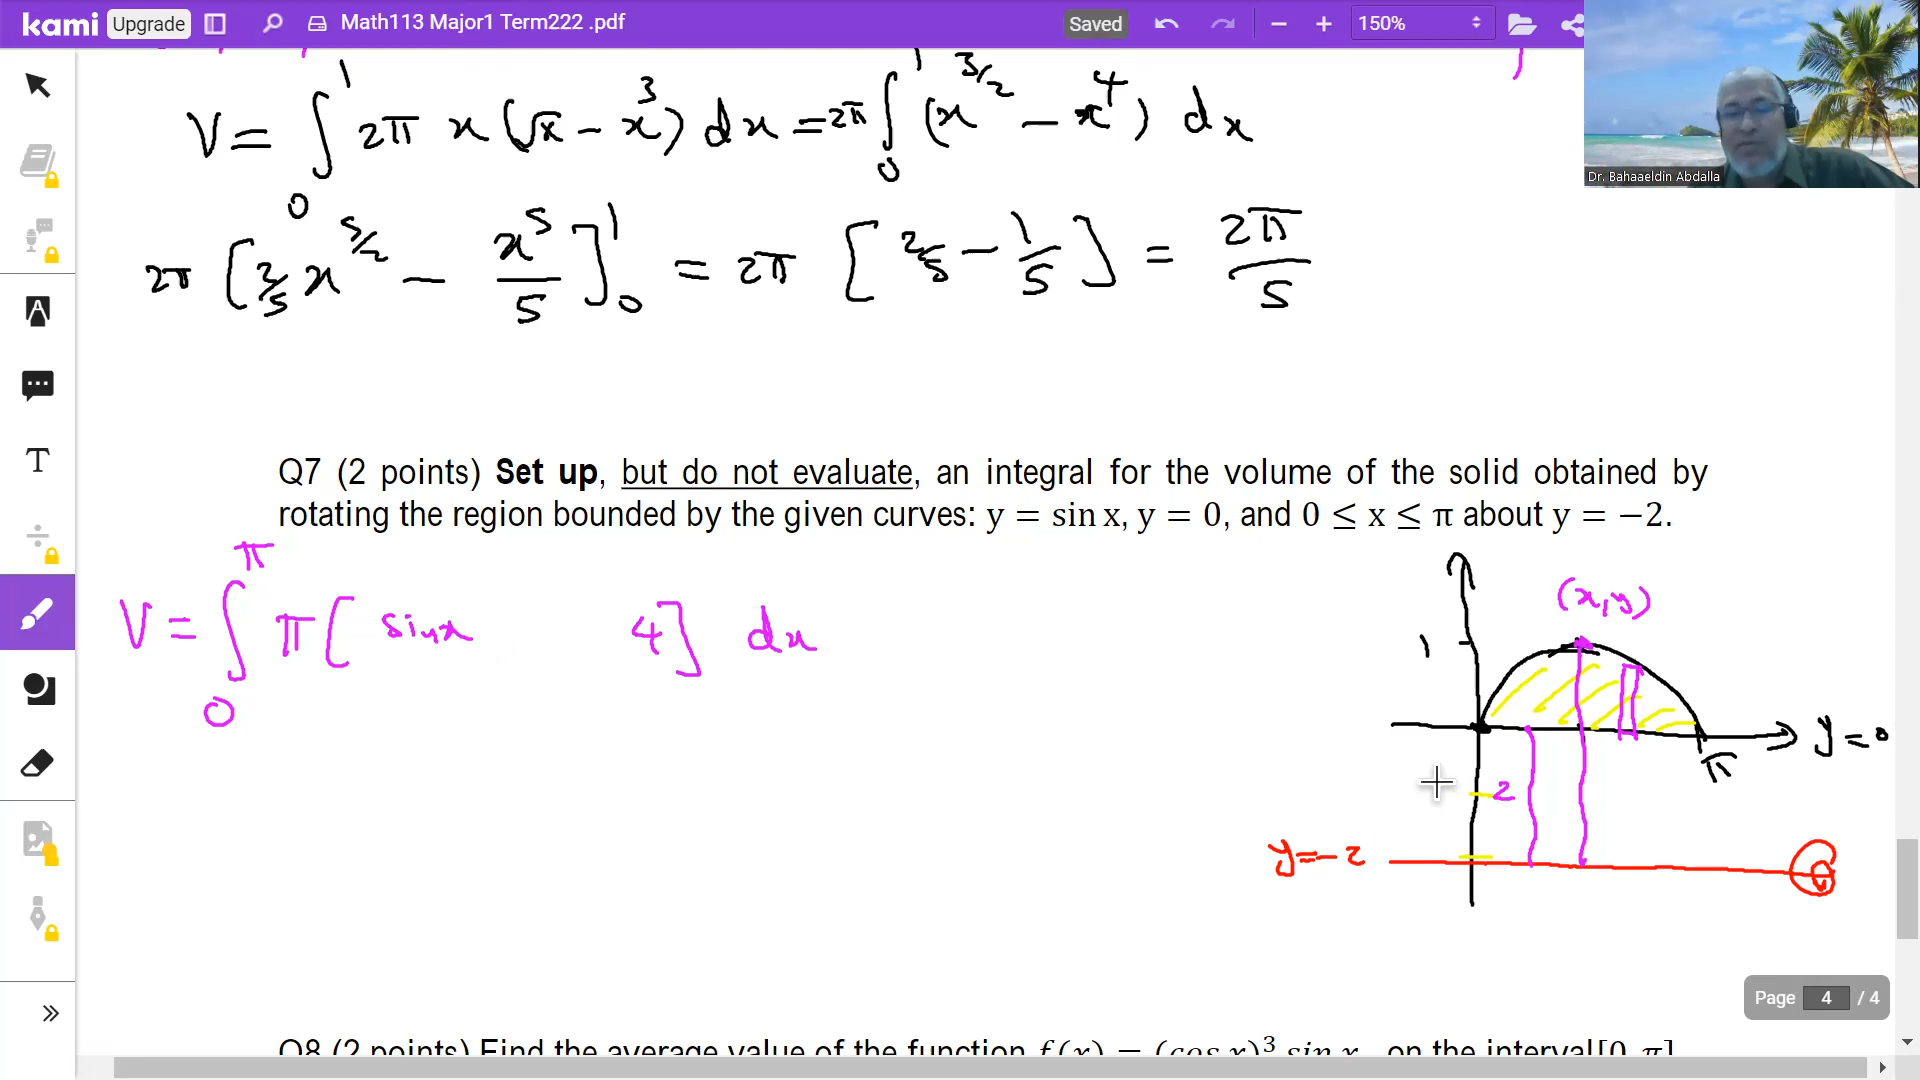 kami Upgrade Math113 Major1 Term222 .pdf Saved 150%
Dr. Bahaaeldin Abdalla
V = ∫₀¹ 2π x (√x − x³) dx = 2π ∫₀¹ (x^{3/2} − x⁴) dx
2π [2/5 x^{5/2} − x⁵/5]₀¹ = 2π [2/5 − 1/5] = 2π/5
Q7 (2 points) Set up, but do not evaluate, an integral for the volume of the solid obtained by
rotating the region bounded by the given curves: y = sin x, y = 0, and 0 ≤ x ≤ π about y = −2.
V = ∫₀^π π [ sinx 4 ] dx
(x,y)
1
y=0
π
2
y=-2
Page 4 / 4
Q8 (2 points) Find the average value of the function f(x) = (cos x)³ sin x on the interval[0, π]